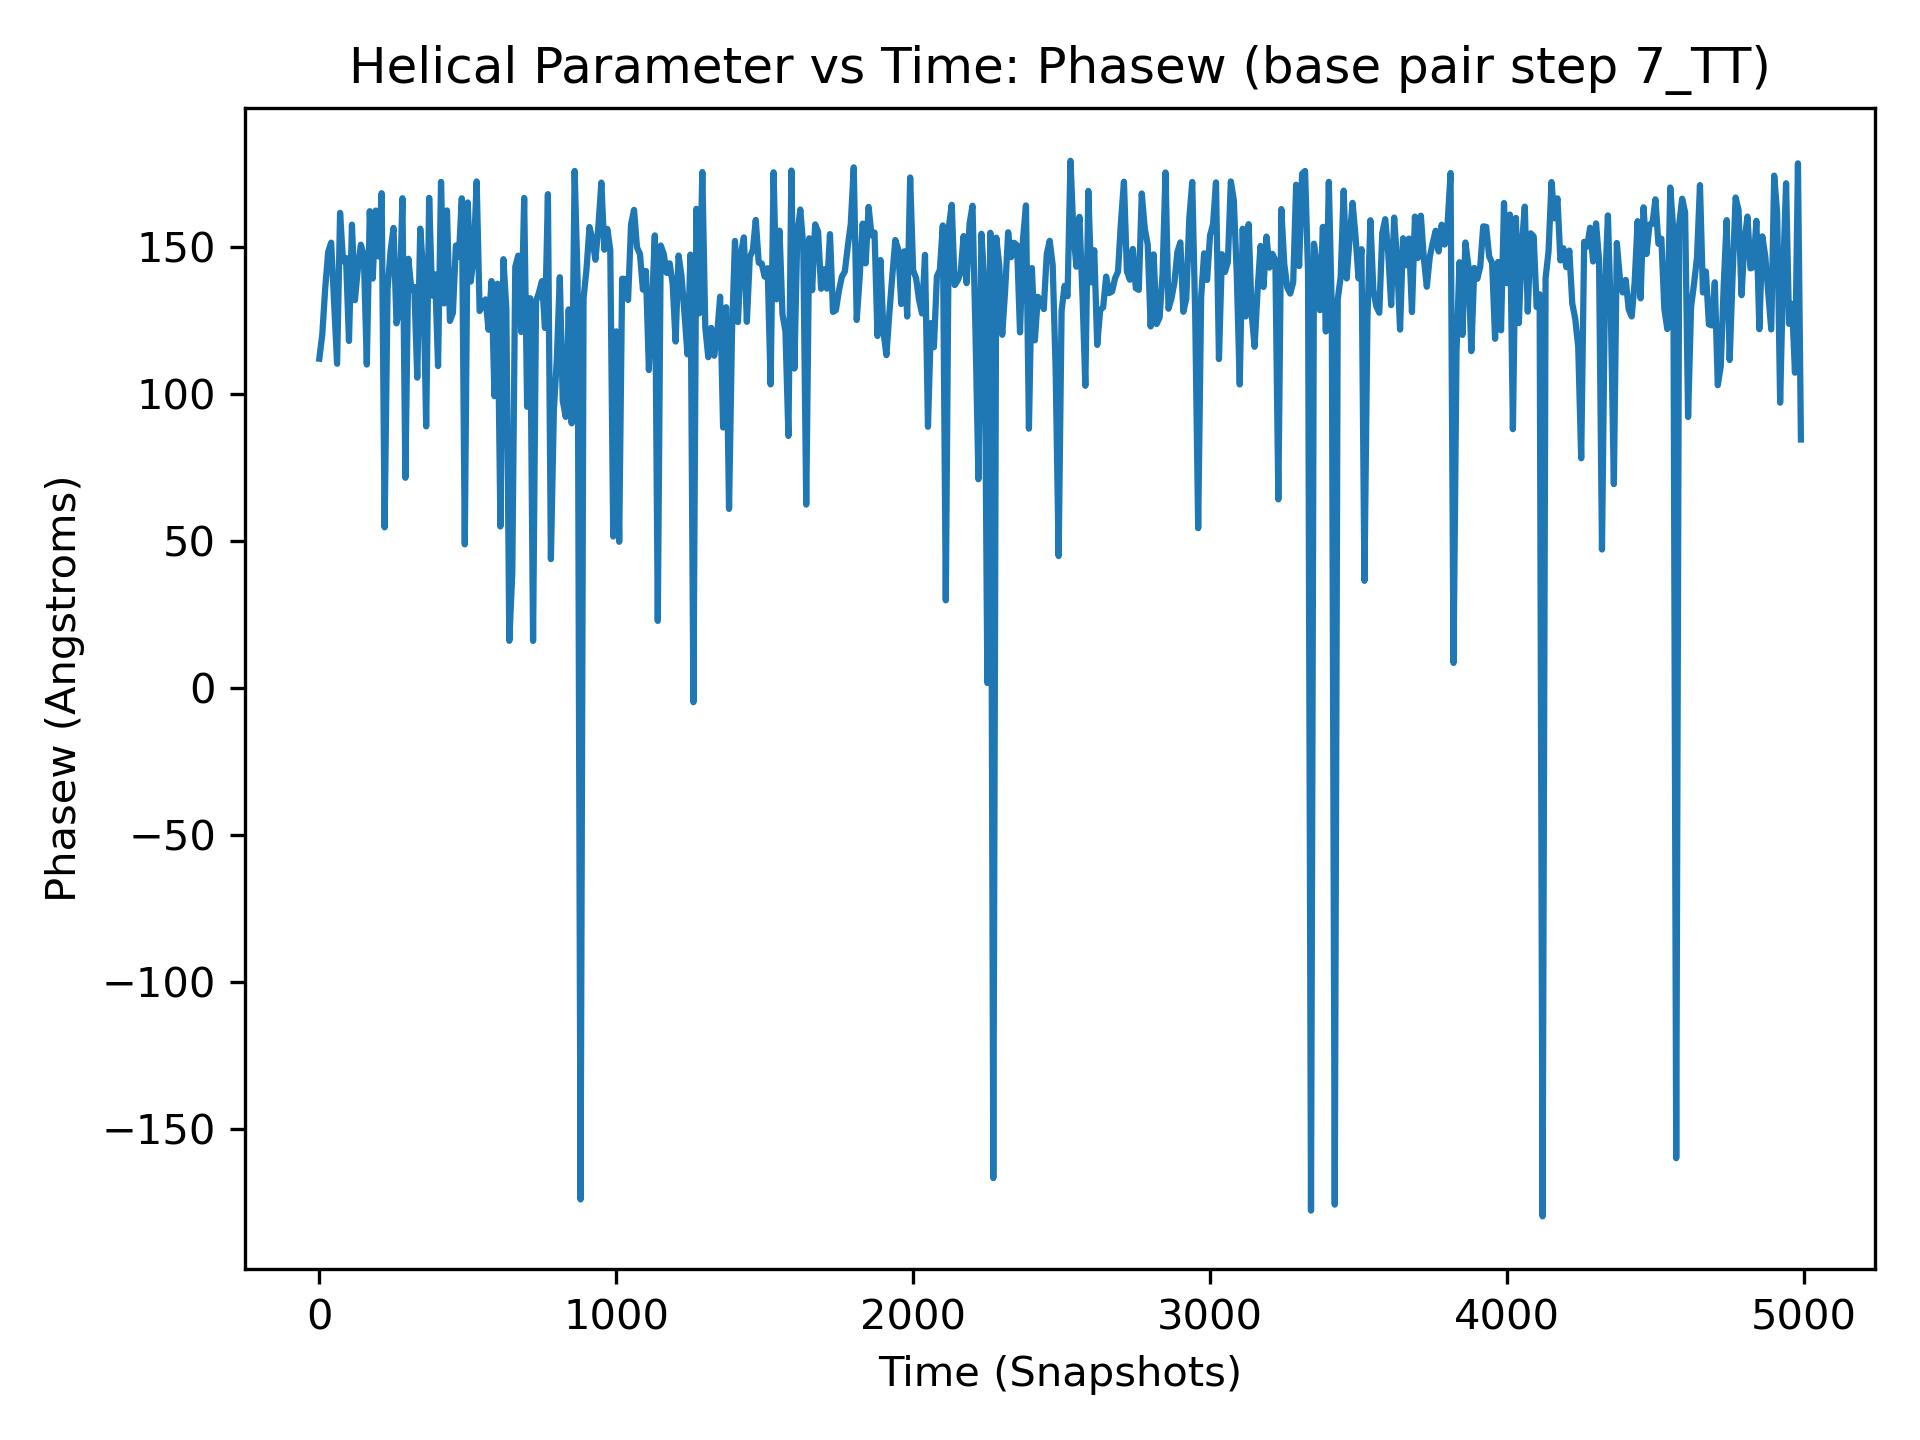 Helical Parameter vs Time: Phasew (base pair step 7_TT)
Phasew (Angstroms)
150
100
50
0
−50
−100
−150
0 1000 2000 3000 4000 5000
Time (Snapshots)